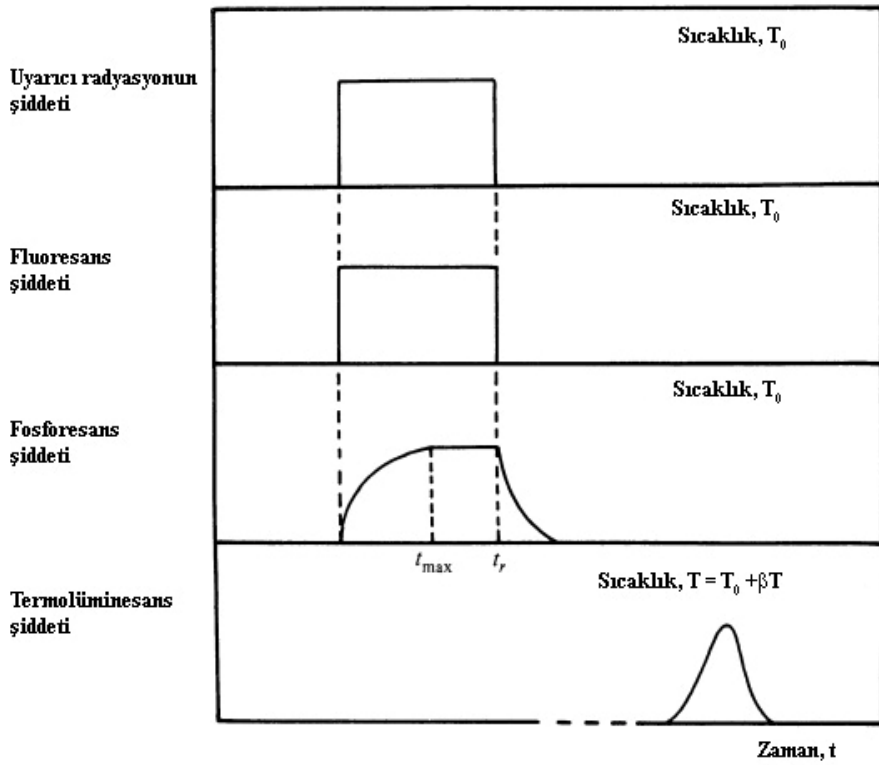 Sıcaklık, T₀
Uyarıcı radyasyonun
şiddeti
Sıcaklık, T₀
Fluoresans
şiddeti
Sıcaklık, T₀
Fosforesans
şiddeti
t_max t_r
Sıcaklık, T = T₀ +βT
Termolüminesans
şiddeti
Zaman, t